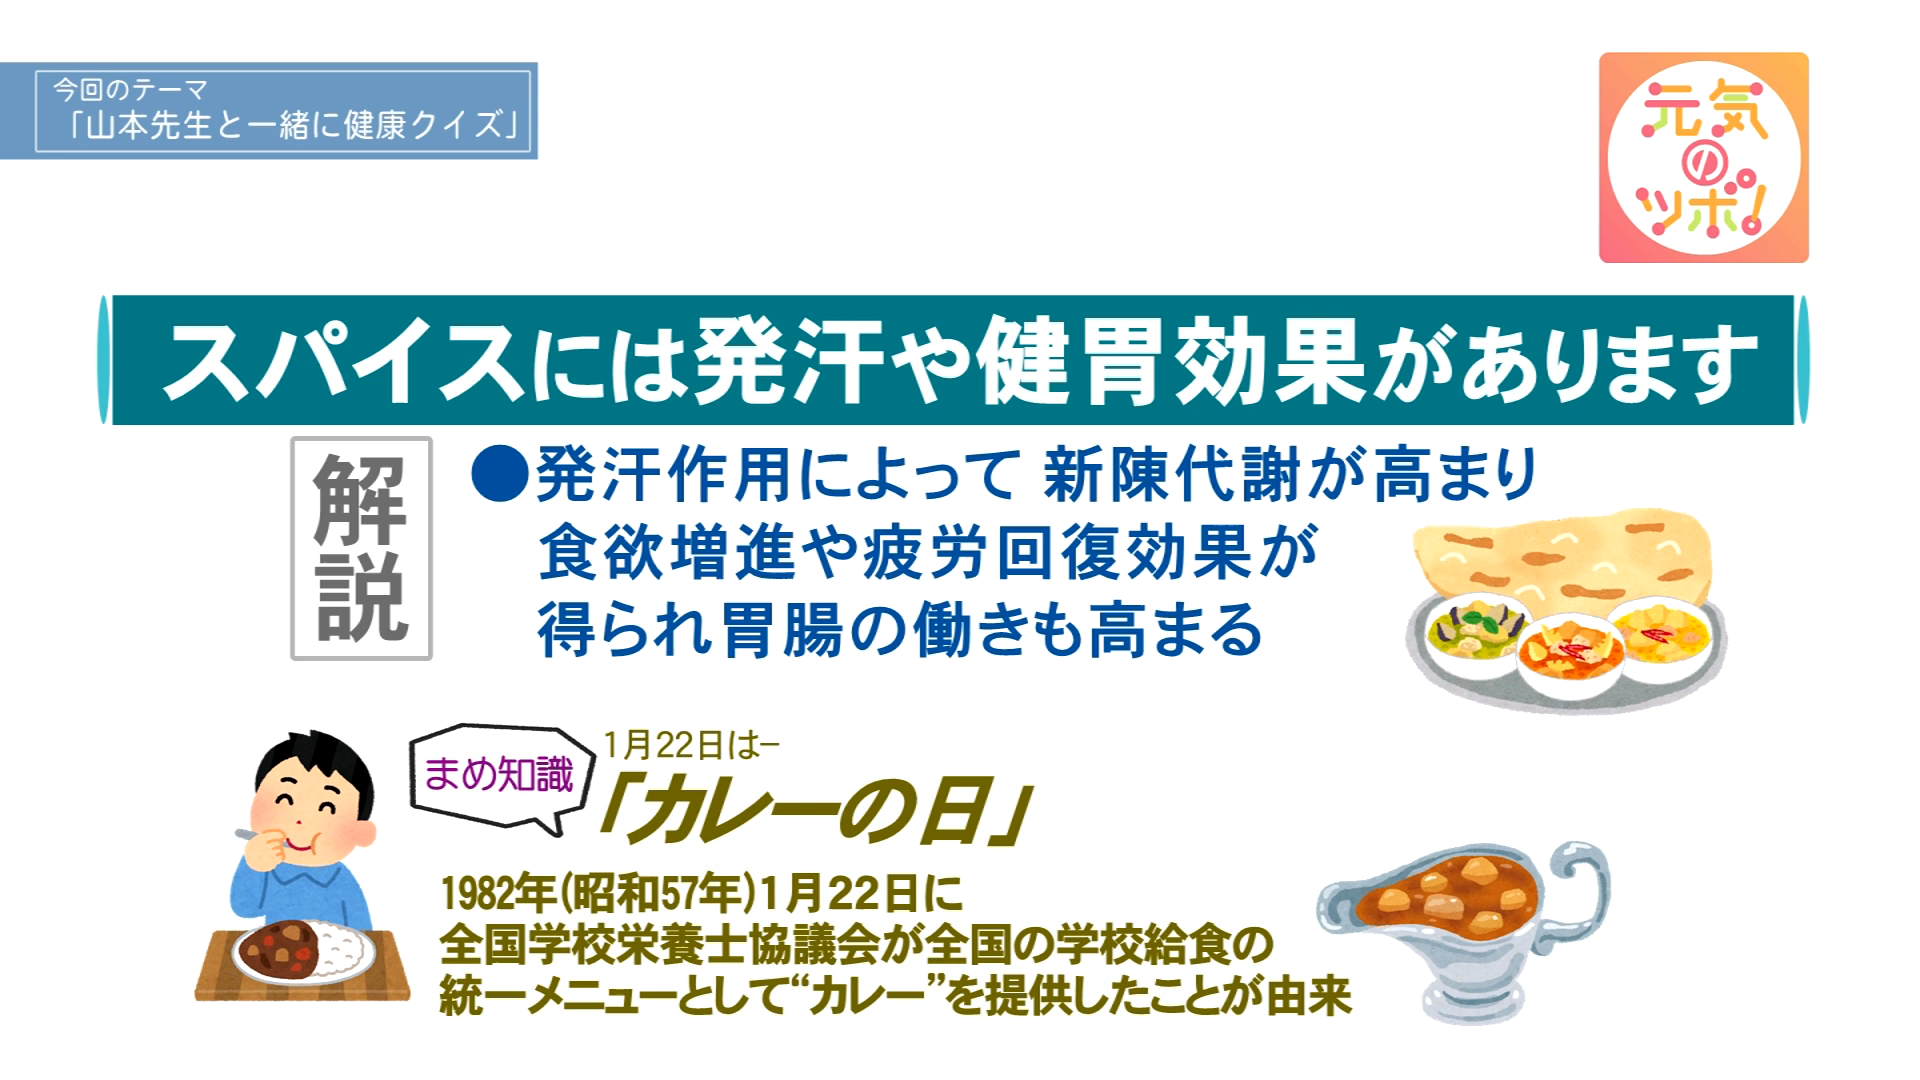 今回のテーマ
「山本先生と一緒に健康クイズ」
元気
の
ツボ!
スパイスには発汗や健胃効果があります
解説
●発汗作用によって 新陳代謝が高まり
食欲増進や疲労回復効果が
得られ胃腸の働きも高まる
まめ知識
1月22日は−
「カレーの日」
1982年(昭和57年)1月22日に
全国学校栄養士協議会が全国の学校給食の
統一メニューとして“カレー”を提供したことが由来